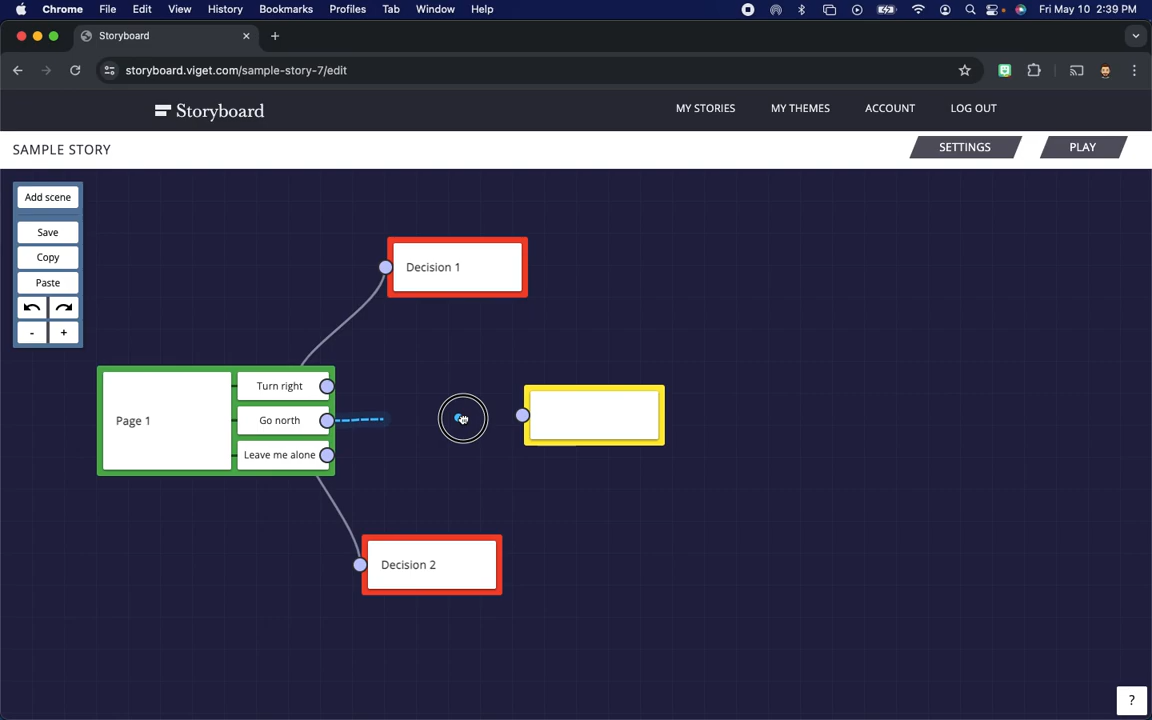 Chrome File Edit View History Bookmarks Profiles Tab Window Help Fri May 10 2:39 PM
Storyboard
storyboard.viget.com/sample-story-7/edit
Storyboard MY STORIES MY THEMES ACCOUNT LOG OUT
SAMPLE STORY SETTINGS PLAY
Add scene
Save
Copy
Paste
- +
Decision 1
Page 1
Turn right
Go north
Leave me alone
Decision 2
?